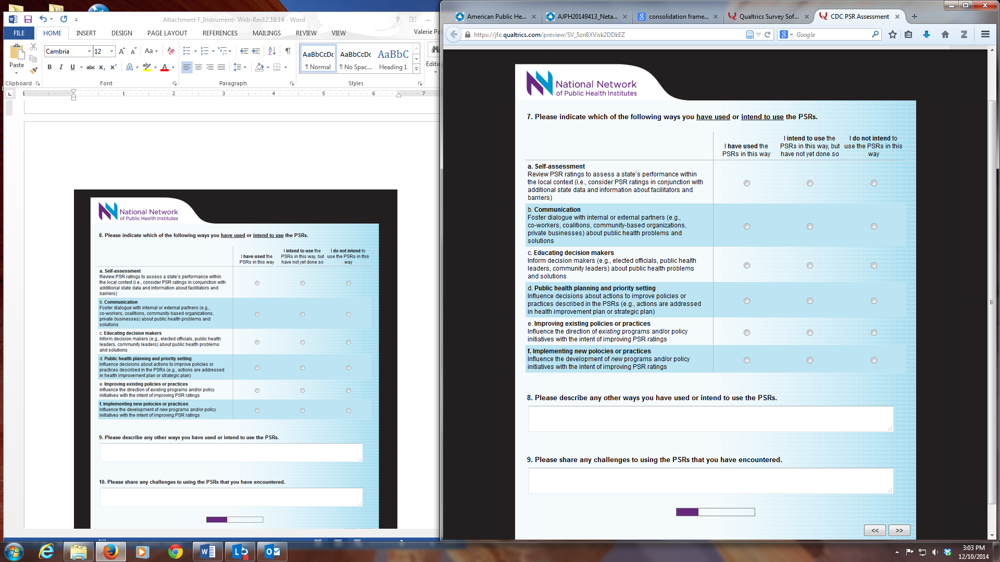 Attachment F_Instrument- Web-Rev12.10.14 - Word
FILE HOME INSERT DESIGN PAGE LAYOUT REFERENCES MAILINGS REVIEW VIEW Valerie Po
Cambria 12
Paste
AaBbCcDc AaBbCcDc AaBbC
¶ Normal ¶ No Spac... Heading 1
Editin
Clipboard Font Paragraph Styles
1 1 2 3 4 5 6 7
National Network
of Public Health Institutes
8. Please indicate which of the following ways you have used or intend to use the PSRs.
I have used the PSRs in this way
I intend to use the PSRs in this way, but have not yet done so
I do not intend to use the PSRs in this way
a. Self-assessment
Review PSR ratings to assess a state's performance within
the local context (i.e., consider PSR ratings in conjunction with
additional state data and information about facilitators and
barriers)
b. Communication
Foster dialogue with internal or external partners (e.g.,
co-workers, coalitions, community-based organizations,
private businesses) about public health problems and
solutions
c. Educating decision makers
Inform decision makers (e.g., elected officials, public health
leaders, community leaders) about public health problems
and solutions
d. Public health planning and priority setting
Influence decisions about actions to improve policies or
practices described in the PSRs (e.g., actions are addressed
in health improvement plan or strategic plan)
e. Improving existing policies or practices
Influence the direction of existing programs and/or policy
initiatives with the intent of improving PSR ratings
f. Implementing new polocies or practices
Influence the development of new programs and/or policy
initiatives with the intent of improving PSR ratings
9. Please describe any other ways you have used or intend to use the PSRs.
10. Please share any challenges to using the PSRs that you have encountered.
American Public He... AJPH20149413_Neta... consolidation frame... Qualtrics Survey Sof... CDC PSR Assessment
https://jfe.qualtrics.com/preview/SV_5zn8XVisk2DDkEZ
Google
National Network
of Public Health Institutes
7. Please indicate which of the following ways you have used or intend to use the PSRs.
I have used the
PSRs in this way
I intend to use the
PSRs in this way, but
have not yet done so
I do not intend to
use the PSRs in this
way
a. Self-assessment
Review PSR ratings to assess a state's performance within
the local context (i.e., consider PSR ratings in conjunction with
additional state data and information about facilitators and
barriers)
b. Communication
Foster dialogue with internal or external partners (e.g.,
co-workers, coalitions, community-based organizations,
private businesses) about public health problems and
solutions
c. Educating decision makers
Inform decision makers (e.g., elected officials, public health
leaders, community leaders) about public health problems
and solutions
d. Public health planning and priority setting
Influence decisions about actions to improve policies or
practices described in the PSRs (e.g., actions are addressed
in health improvement plan or strategic plan)
e. Improving existing policies or practices
Influence the direction of existing programs and/or policy
initiatives with the intent of improving PSR ratings
f. Implementing new polocies or practices
Influence the development of new programs and/or policy
initiatives with the intent of improving PSR ratings
8. Please describe any other ways you have used or intend to use the PSRs.
9. Please share any challenges to using the PSRs that you have encountered.
<< >>
3:03 PM
12/10/2014